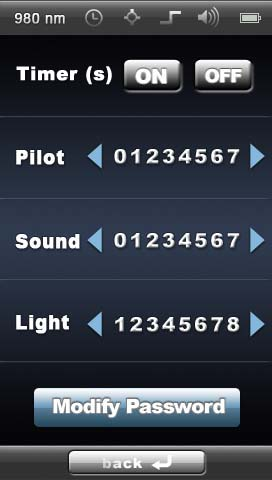 980 nm
Timer (s) ON OFF
Pilot 01234567
Sound 01234567
Light 12345678
Modify Password
back